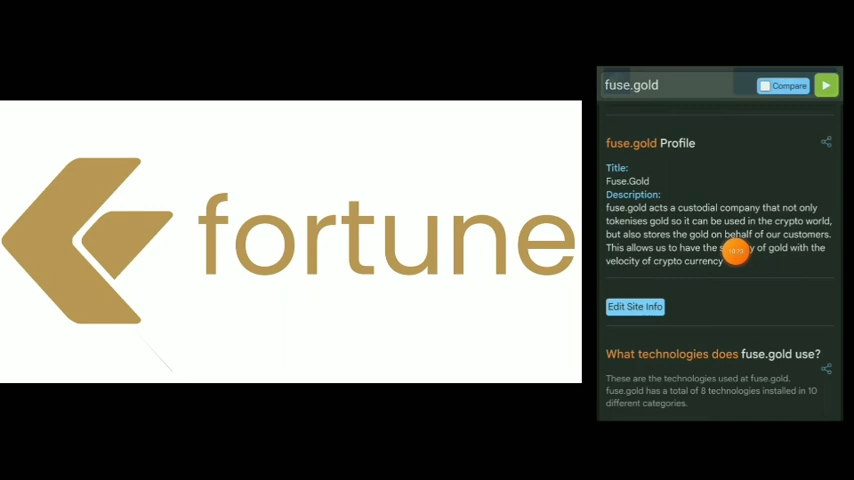 fortune
fuse.gold
Compare
fuse.gold Profile
Title:
Fuse.Gold
Description:
fuse.gold acts a custodial company that not only
tokenises gold so it can be used in the crypto world,
but also stores the gold on behalf of our customers.
This allows us to have the of gold with the
velocity of crypto currency
Edit Site Info
What technologies does fuse.gold use?
These are the technologies used at fuse.gold.
fuse.gold has a total of 8 technologies installed in 10
different categories.